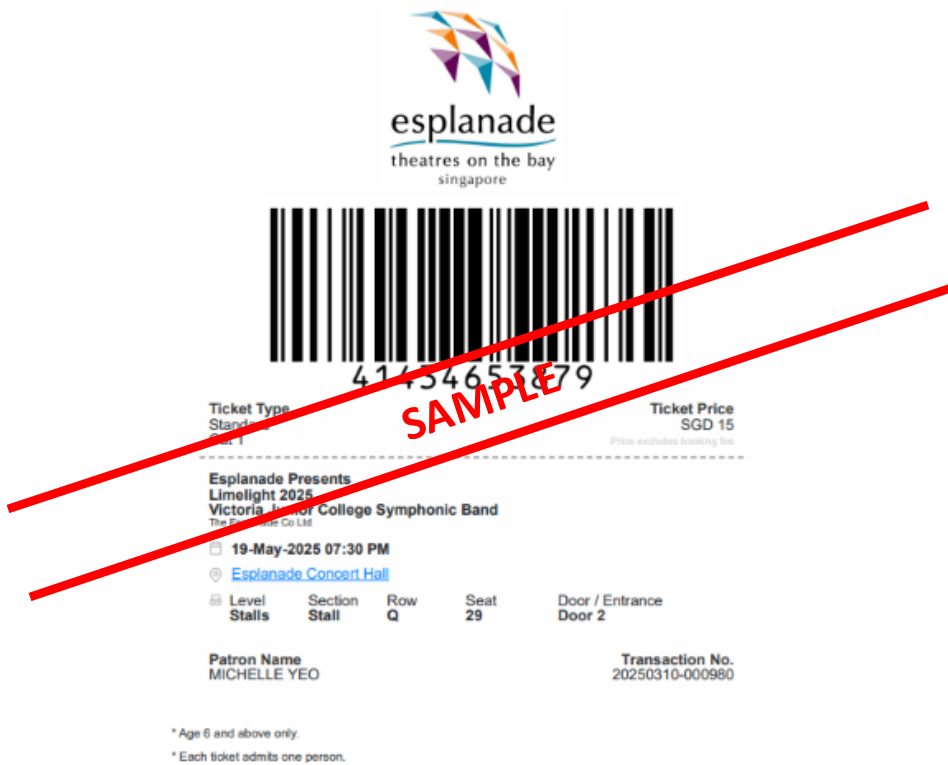 esplanade
theatres on the bay
singapore
414346533879
SAMPLE
Ticket Type
Ticket Price
Standard
SGD 15
Cat 1
Price excludes booking fee
Esplanade Presents
Limelight 2025
Victoria Junior College Symphonic Band
The Esplanade Co Ltd
19-May-2025 07:30 PM
Esplanade Concert Hall
Level Section Row Seat Door / Entrance
Stalls Stall Q 29 Door 2
Patron Name
Transaction No.
MICHELLE YEO
20250310-000980
* Age 6 and above only.
* Each ticket admits one person.